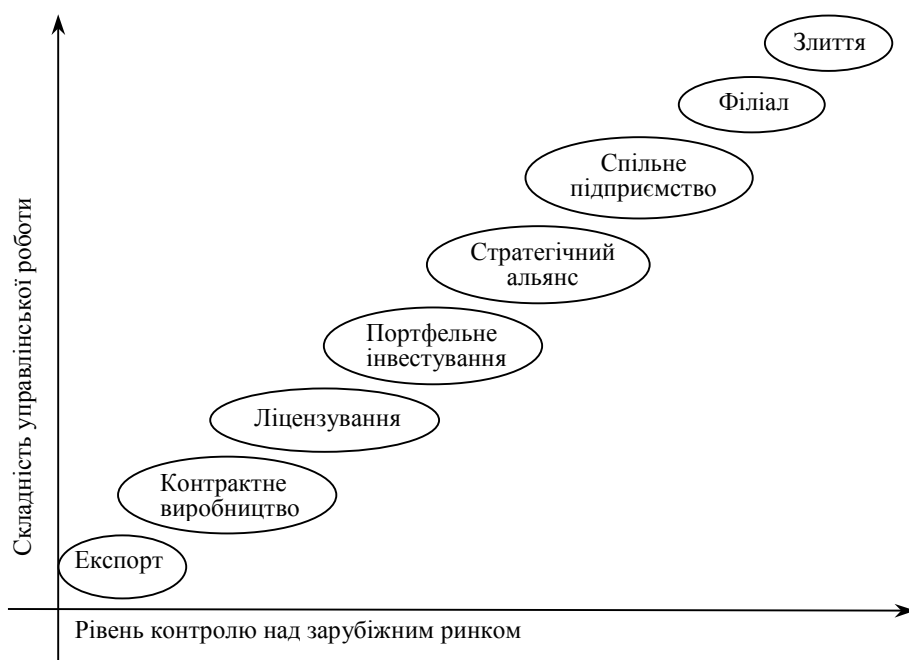 Злиття
Філіал
Спільне
підприємство
Стратегічний
альянс
Портфельне
інвестування
Ліцензування
Контрактне
виробництво
Експорт
Складність управлінської роботи
Рівень контролю над зарубіжним ринком